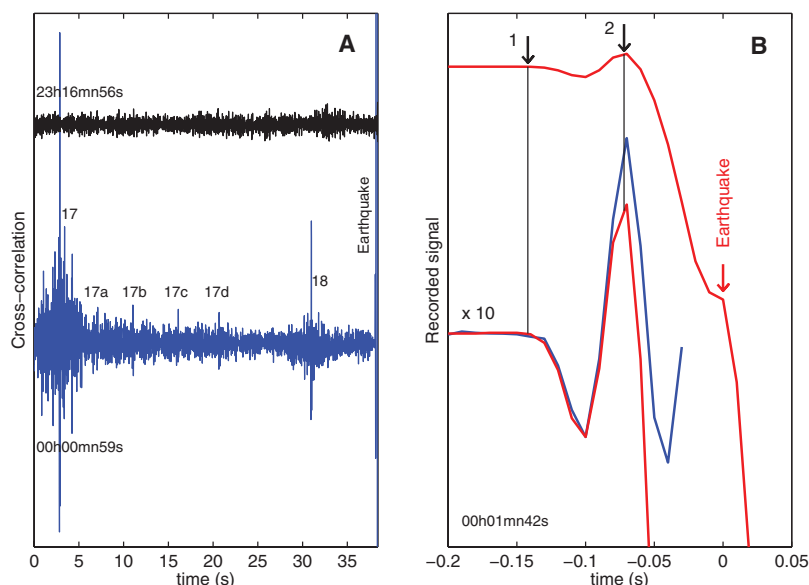 A
23h16mn56s
17
17a 17b 17c 17d
18
Earthquake
00h00mn59s
Cross−correlation
0 5 10 15 20 25 30 35
time (s)
B
1
2
Earthquake
x 10
00h01mn42s
Recorded signal
−0.2 −0.15 −0.1 −0.05 0 0.05
time (s)